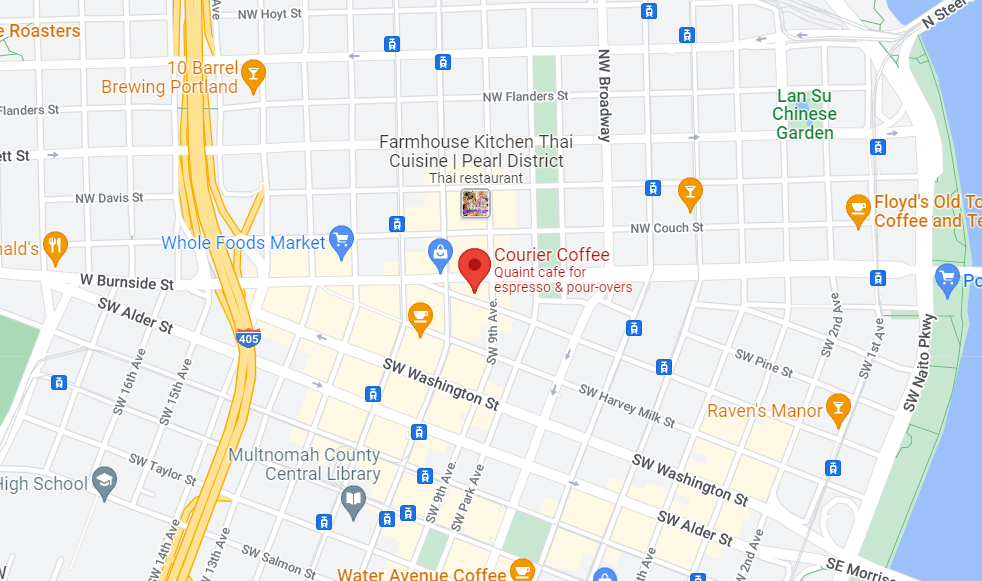 Ave
NW Hoyt St
N Steel
e Roasters
10 Barrel
Brewing Portland
NW Broadway
NW Flanders St
Flanders St
Lan Su
Chinese
Garden
ett St
Farmhouse Kitchen Thai
Cuisine | Pearl District
Thai restaurant
NW Davis St
Floyd's Old To
Coffee and Te
NW Couch St
Whole Foods Market
nald's
Courier Coffee
Quaint cafe for
espresso & pour-overs
W Burnside St
Po
SW Alder St
405
SW 9th Ave.
SW 2nd Ave
SW 1st Ave
SW Naito Pkwy
SW 16th Ave
SW 15th Ave
SW Pine St
SW Washington St
SW Harvey Milk St
Raven's Manor
Multnomah County
Central Library
SW Taylor St
High School
SW 9th Ave.
SW Park Ave
SW Washington St
SW Alder St
SW 14th Ave
SW 13th Ave
SW Salmon St
th Ave
W 2nd Ave
SE Morriso
Water Avenue Coffee
W